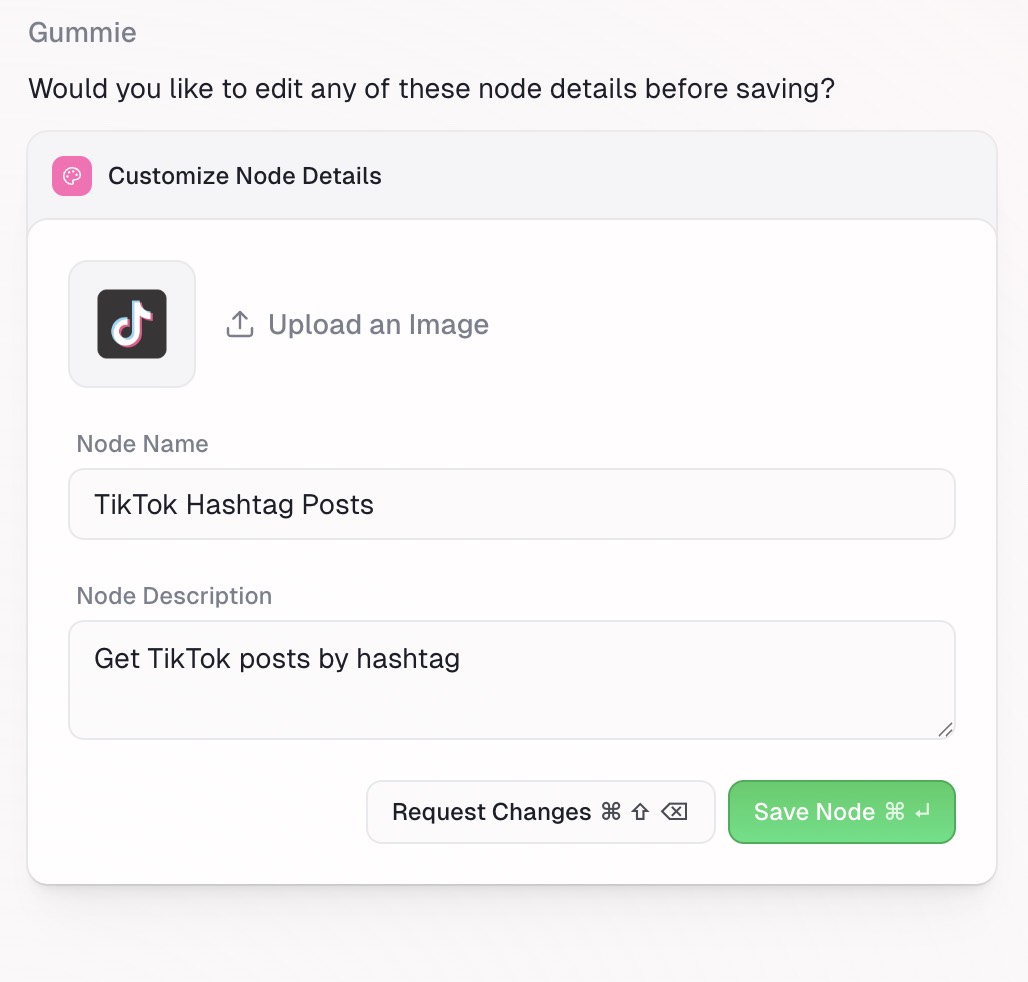 Gummie
Would you like to edit any of these node details before saving?
Customize Node Details
Upload an Image
Node Name
TikTok Hashtag Posts
Node Description
Get TikTok posts by hashtag
Request Changes ⌘ ⇧ ⌫
Save Node ⌘ ↵